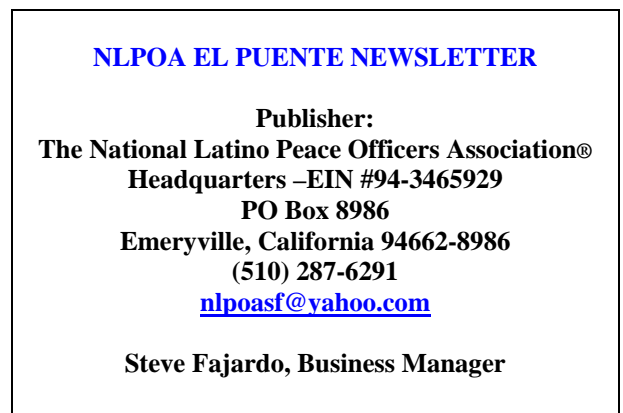 NLPOA EL PUENTE NEWSLETTER
Publisher:
The National Latino Peace Officers Association®
Headquarters –EIN #94-3465929
PO Box 8986
Emeryville, California 94662-8986
(510) 287-6291
nlpoasf@yahoo.com
Steve Fajardo, Business Manager